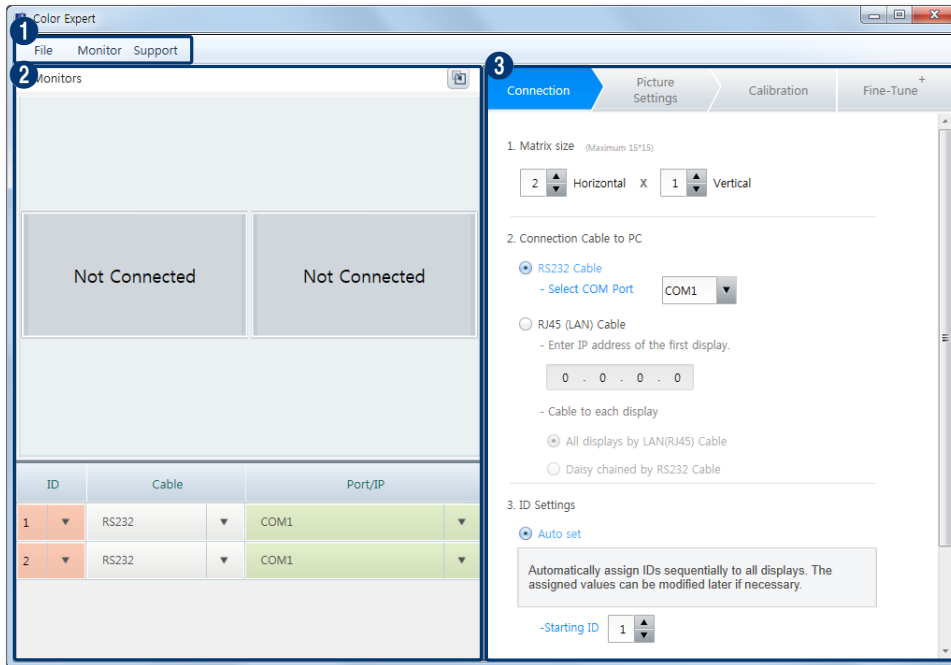 Color Expert
1
File Monitor Support
2
Monitors
Not Connected Not Connected
ID Cable Port/IP
1 RS232 COM1
2 RS232 COM1
3
Connection Picture Settings Calibration Fine-Tune +
1. Matrix size (Maximum 15*15)
2 Horizontal X 1 Vertical
2. Connection Cable to PC
RS232 Cable
- Select COM Port COM1
RJ45 (LAN) Cable
- Enter IP address of the first display.
0 . 0 . 0 . 0
- Cable to each display
All displays by LAN(RJ45) Cable
Daisy chained by RS232 Cable
3. ID Settings
Auto set
Automatically assign IDs sequentially to all displays. The
assigned values can be modified later if necessary.
-Starting ID 1